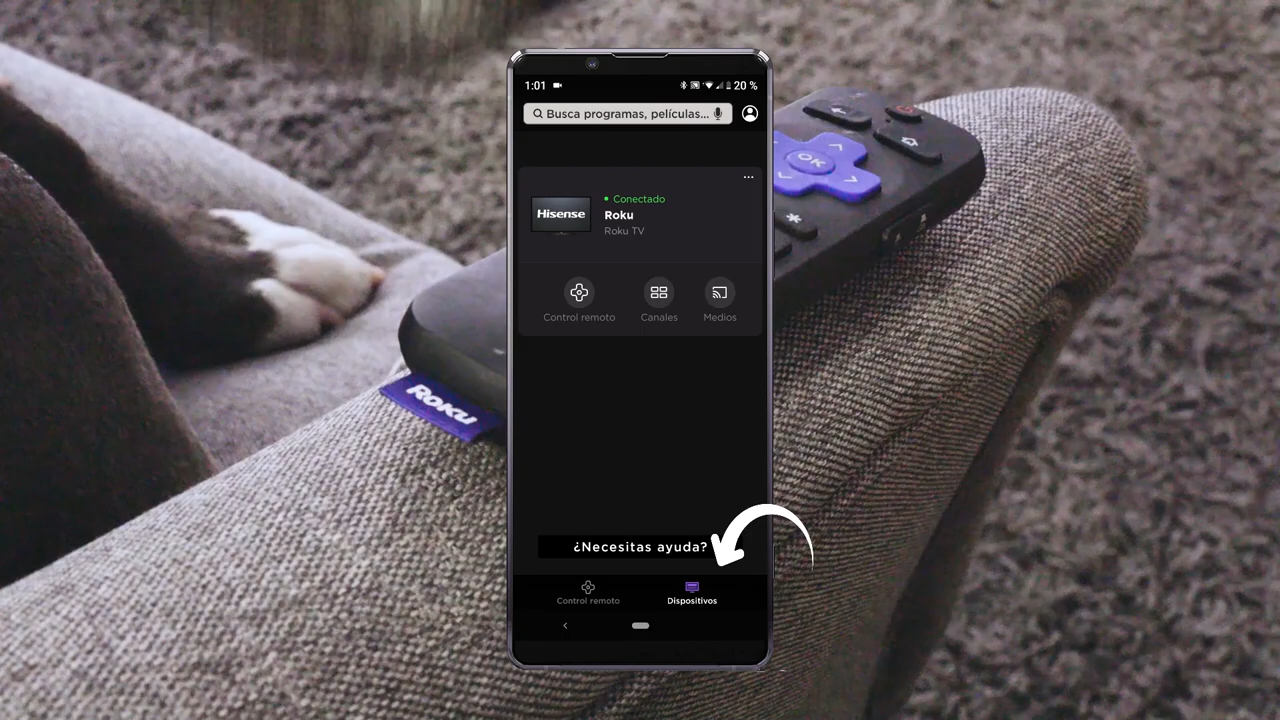 1:01
20 %
Busca programas, películas...
Conectado
Hisense
Roku
Roku TV
Control remoto
Canales
Medios
OK
*
Roku
¿Necesitas ayuda?
Control remoto
Dispositivos